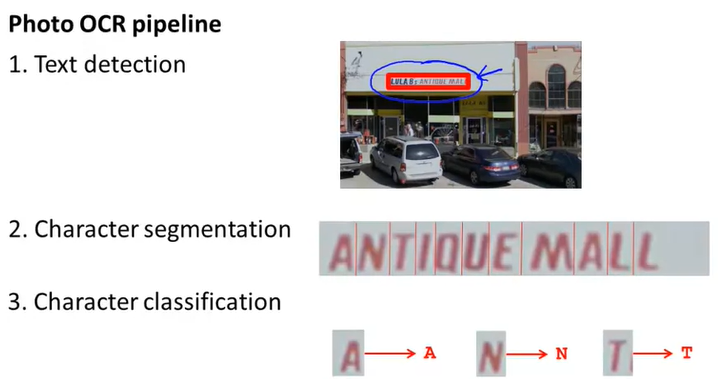 Photo OCR pipeline
1. Text detection
LULA B's ANTIQUE MALL
2. Character segmentation
ANTIQUE MALL
3. Character classification
A → A
N → N
T → T